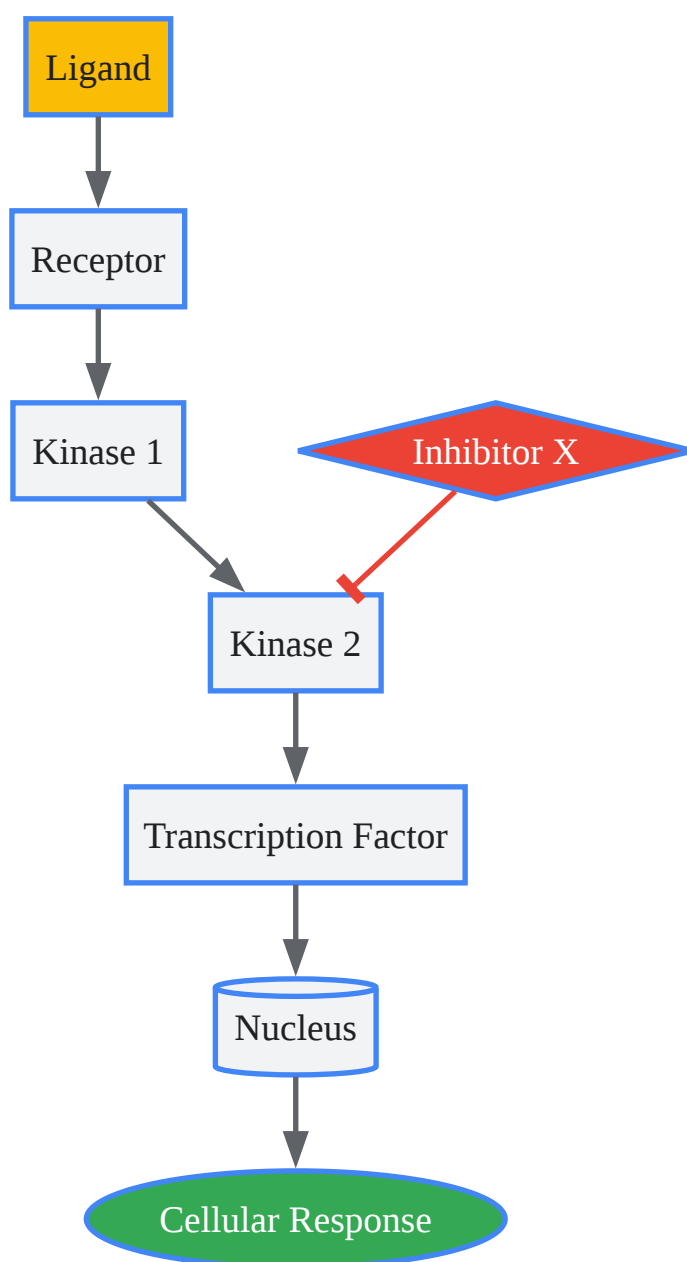 Ligand
Receptor
Kinase 1
Inhibitor X
Kinase 2
Transcription Factor
Nucleus
Cellular Response